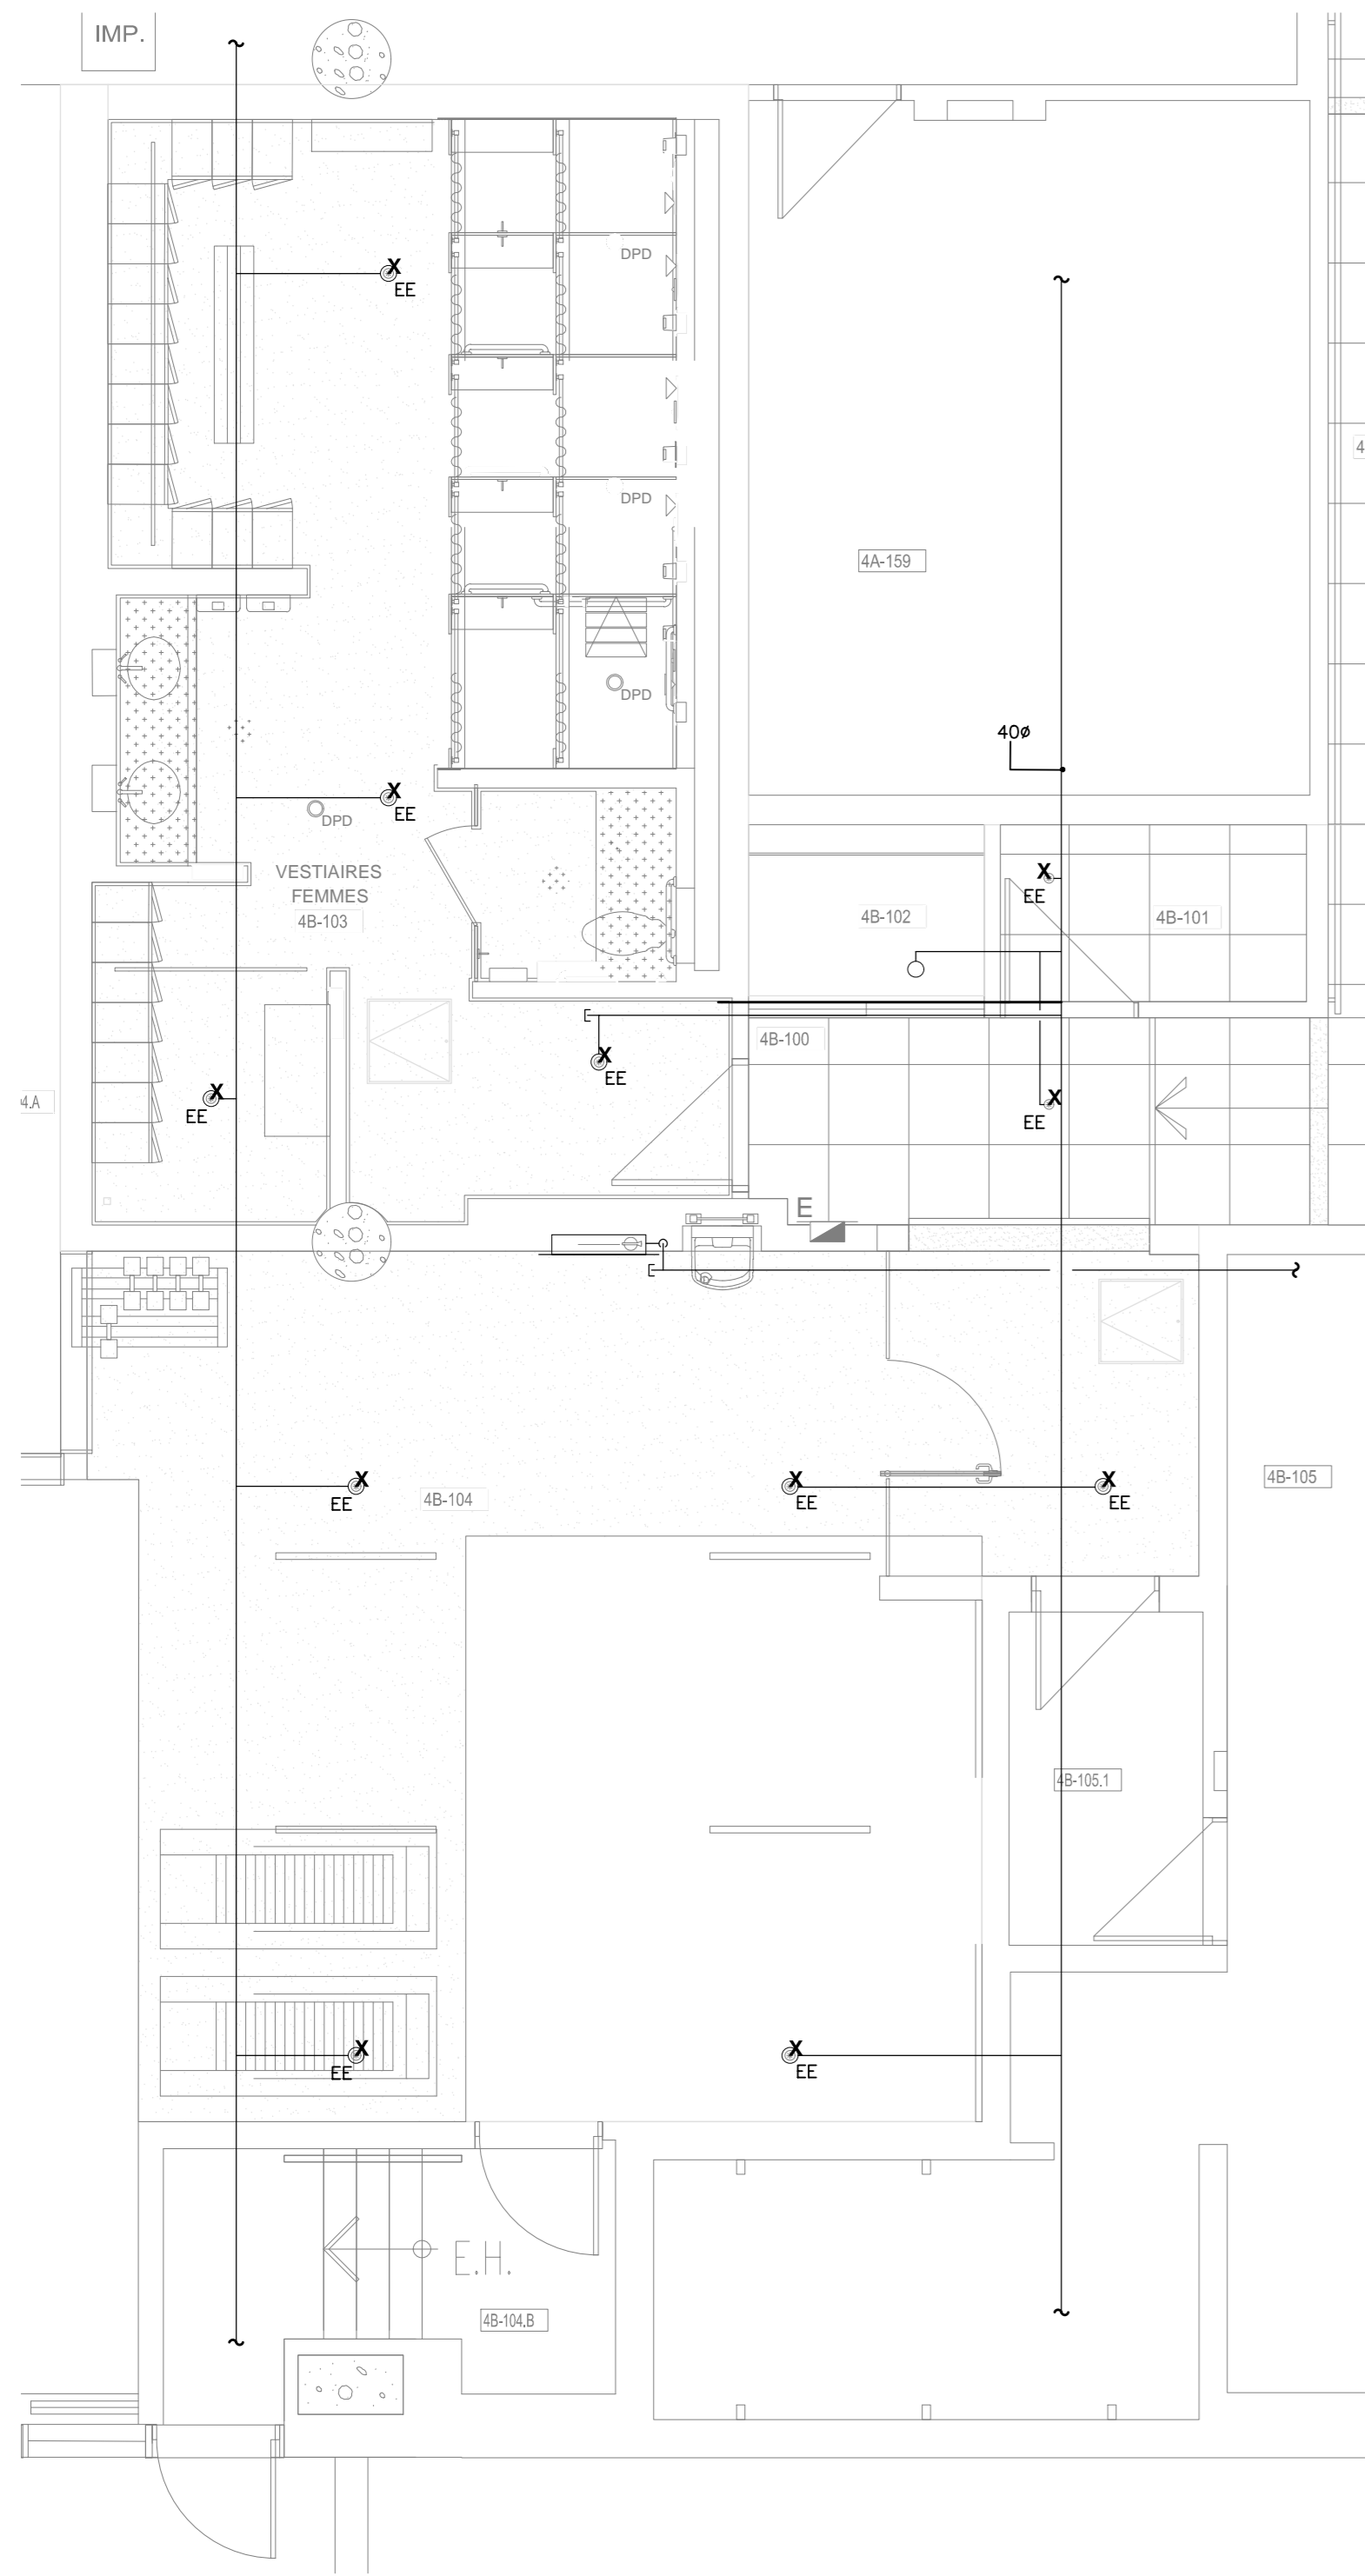 IMP.
DPD
X
EE
DPD
4A-159
DPD
40ø
X
EE
DPD
VESTIAIRES
FEMMES
4B-103
X
EE
4B-102
4B-101
4B-100
X
EE
X
EE
X
EE
4.A
E
X
EE
4B-104
X
EE
X
EE
4B-105
4B-105.1
X
EE
X
EE
E.H.
4B-104.B